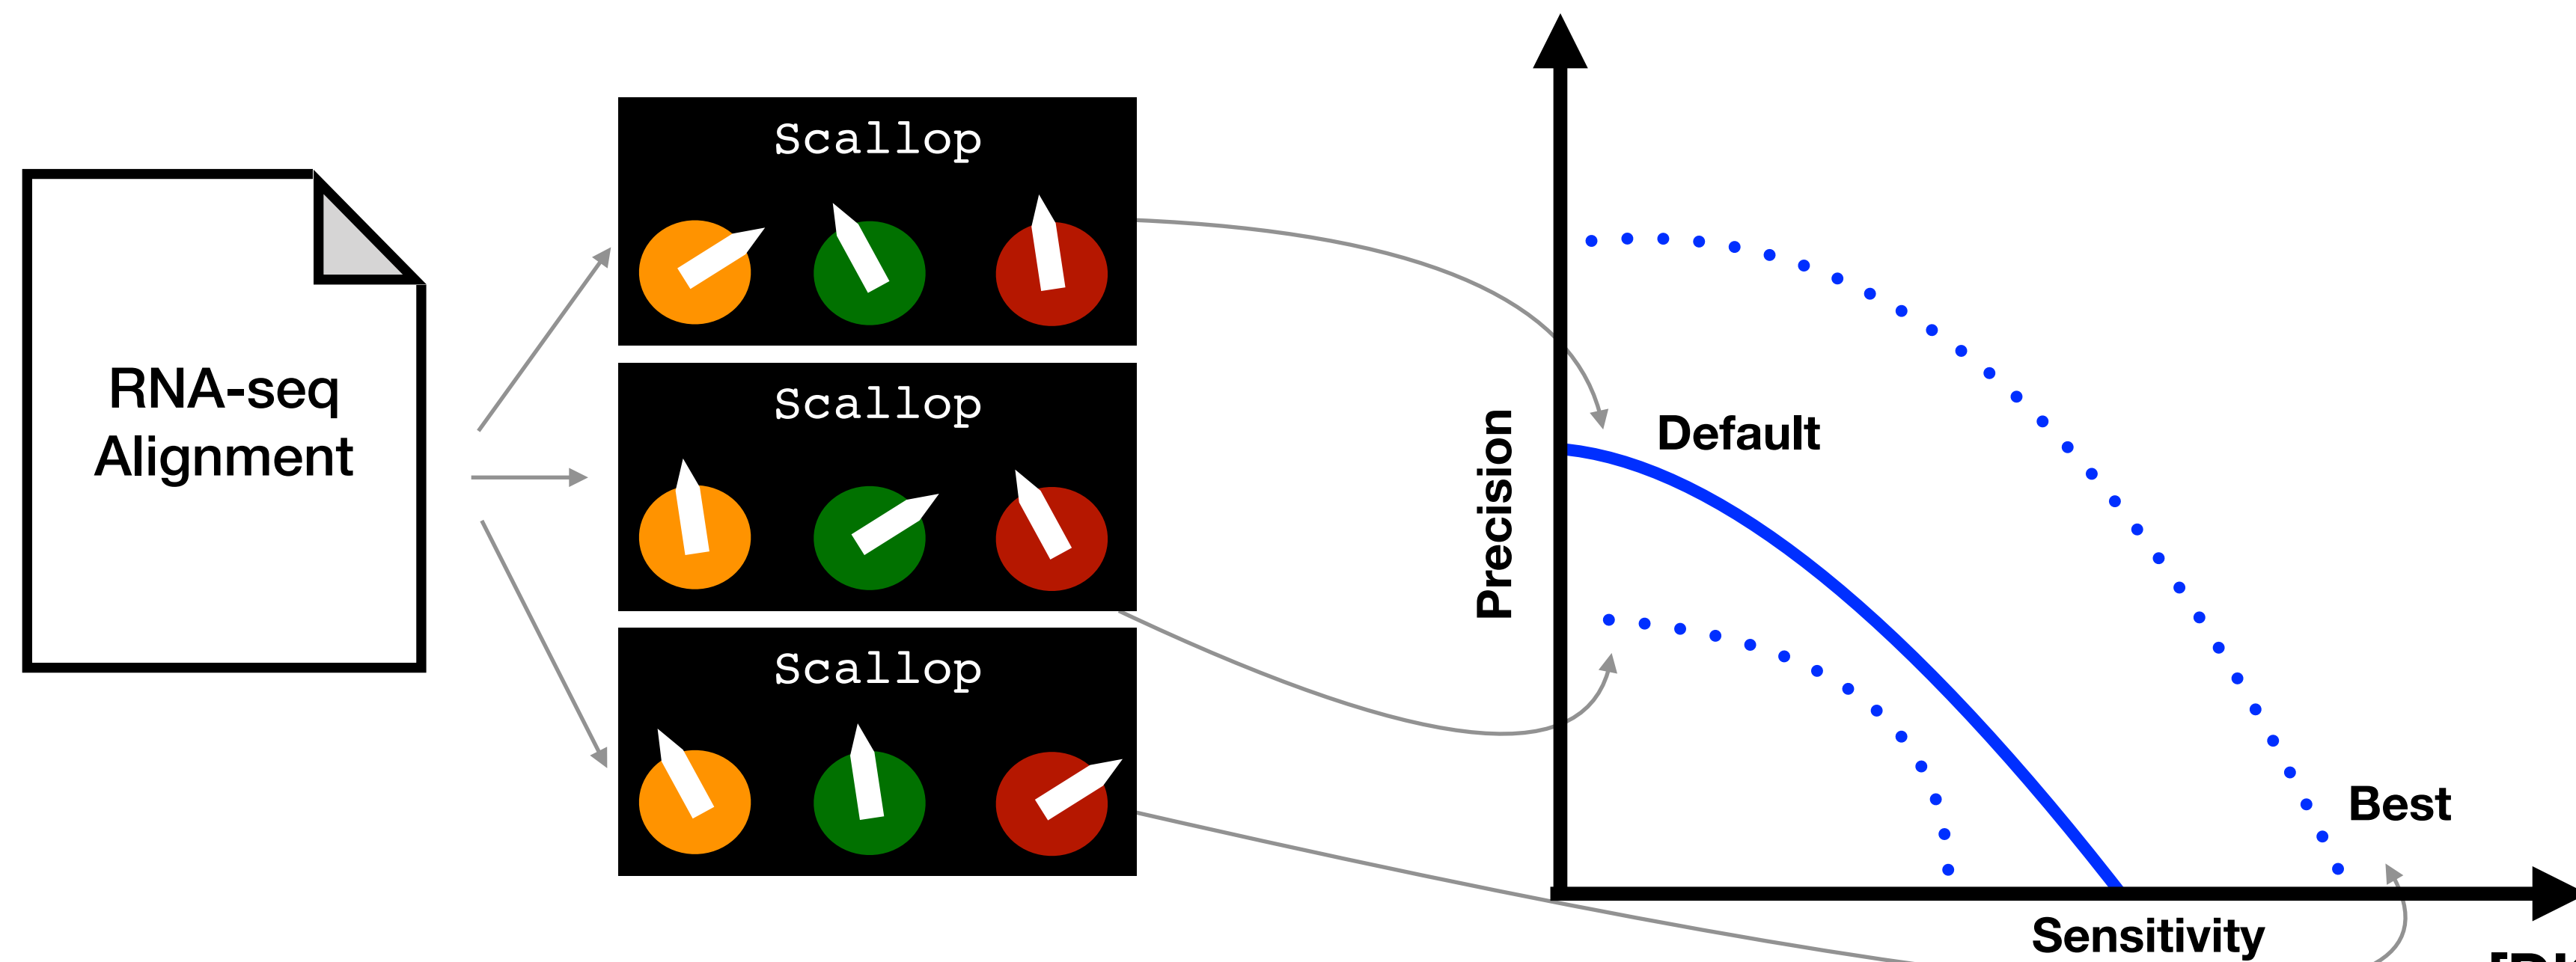 RNA-seq
Alignment
Scallop
Scallop
Scallop
Precision
Default
Best
Sensitivity